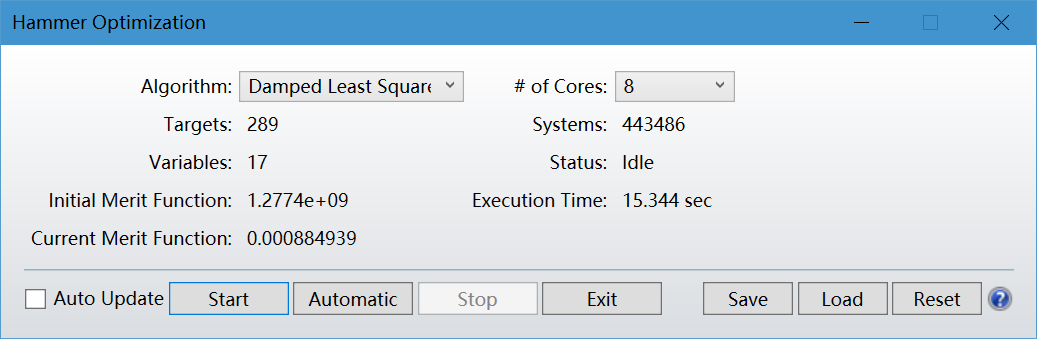 Hammer Optimization
Algorithm: Damped Least Square # of Cores: 8
Targets: 289 Systems: 443486
Variables: 17 Status: Idle
Initial Merit Function: 1.2774e+09 Execution Time: 15.344 sec
Current Merit Function: 0.000884939
Auto Update Start Automatic Stop Exit Save Load Reset ?